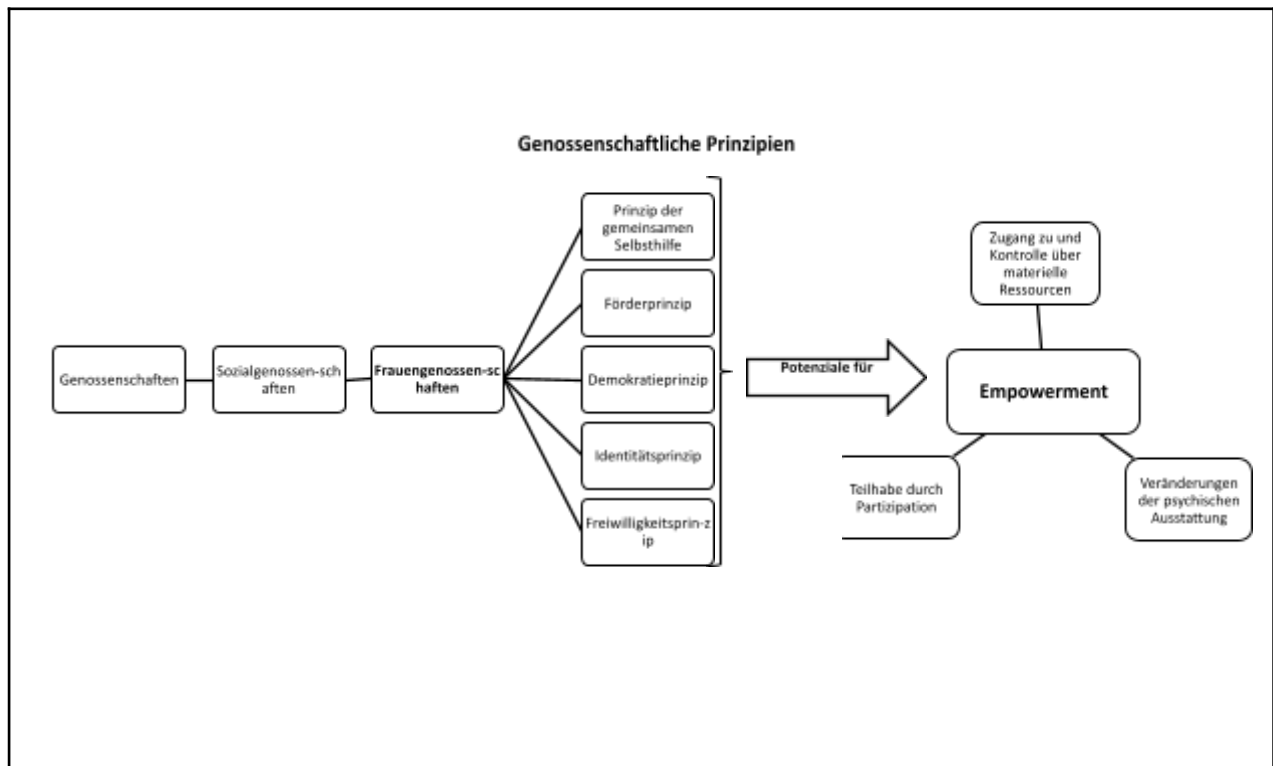 Genossenschaftliche Prinzipien
Genossenschaften
Sozialgenossen-sch
aften
Frauengenossen-sc
haften
Prinzip der
gemeinsamen
Selbsthilfe
Förderprinzip
Demokratieprinzip
Identitätsprinzip
Freiwilligkeitsprin-z
ip
Potenziale für
Zugang zu und
Kontrolle über
materielle
Ressourcen
Empowerment
Teilhabe durch
Partizipation
Veränderungen
der psychischen
Ausstattung